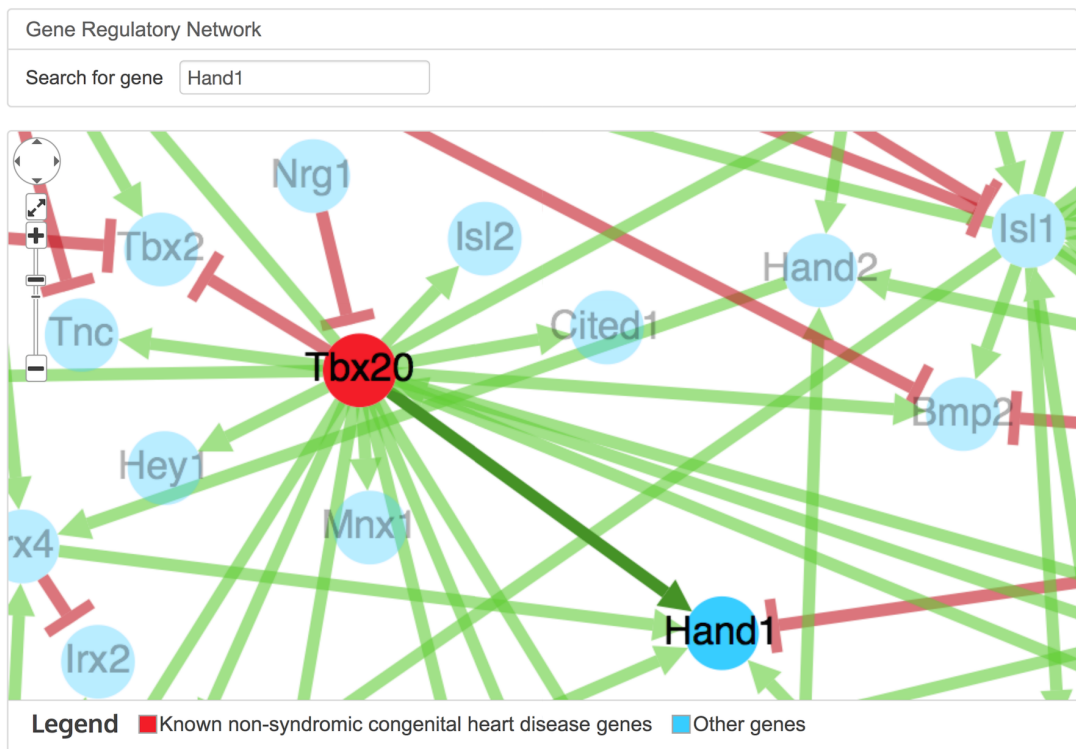 Gene Regulatory Network
Search for gene Hand1
Nrg1
Tbx2
Isl2
Isl1
Hand2
Tnc
Cited1
Tbx20
Bmp2
Hey1
Mnx1
rx4
Hand1
Irx2
Legend Known non-syndromic congenital heart disease genes Other genes